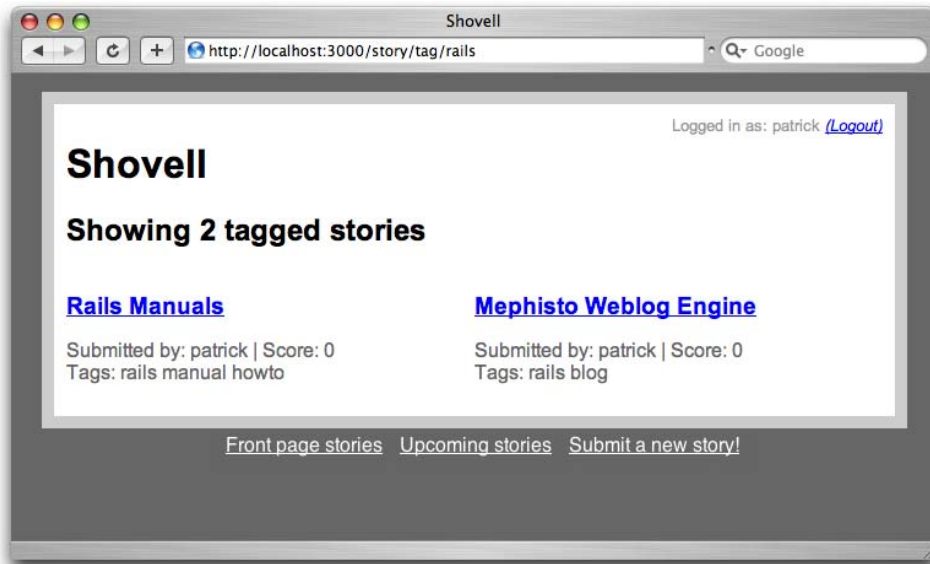 Shovell
http://localhost:3000/story/tag/rails
Google
Logged in as: patrick (Logout)
Shovell
Showing 2 tagged stories
Rails Manuals
Submitted by: patrick | Score: 0
Tags: rails manual howto
Mephisto Weblog Engine
Submitted by: patrick | Score: 0
Tags: rails blog
Front page stories Upcoming stories Submit a new story!